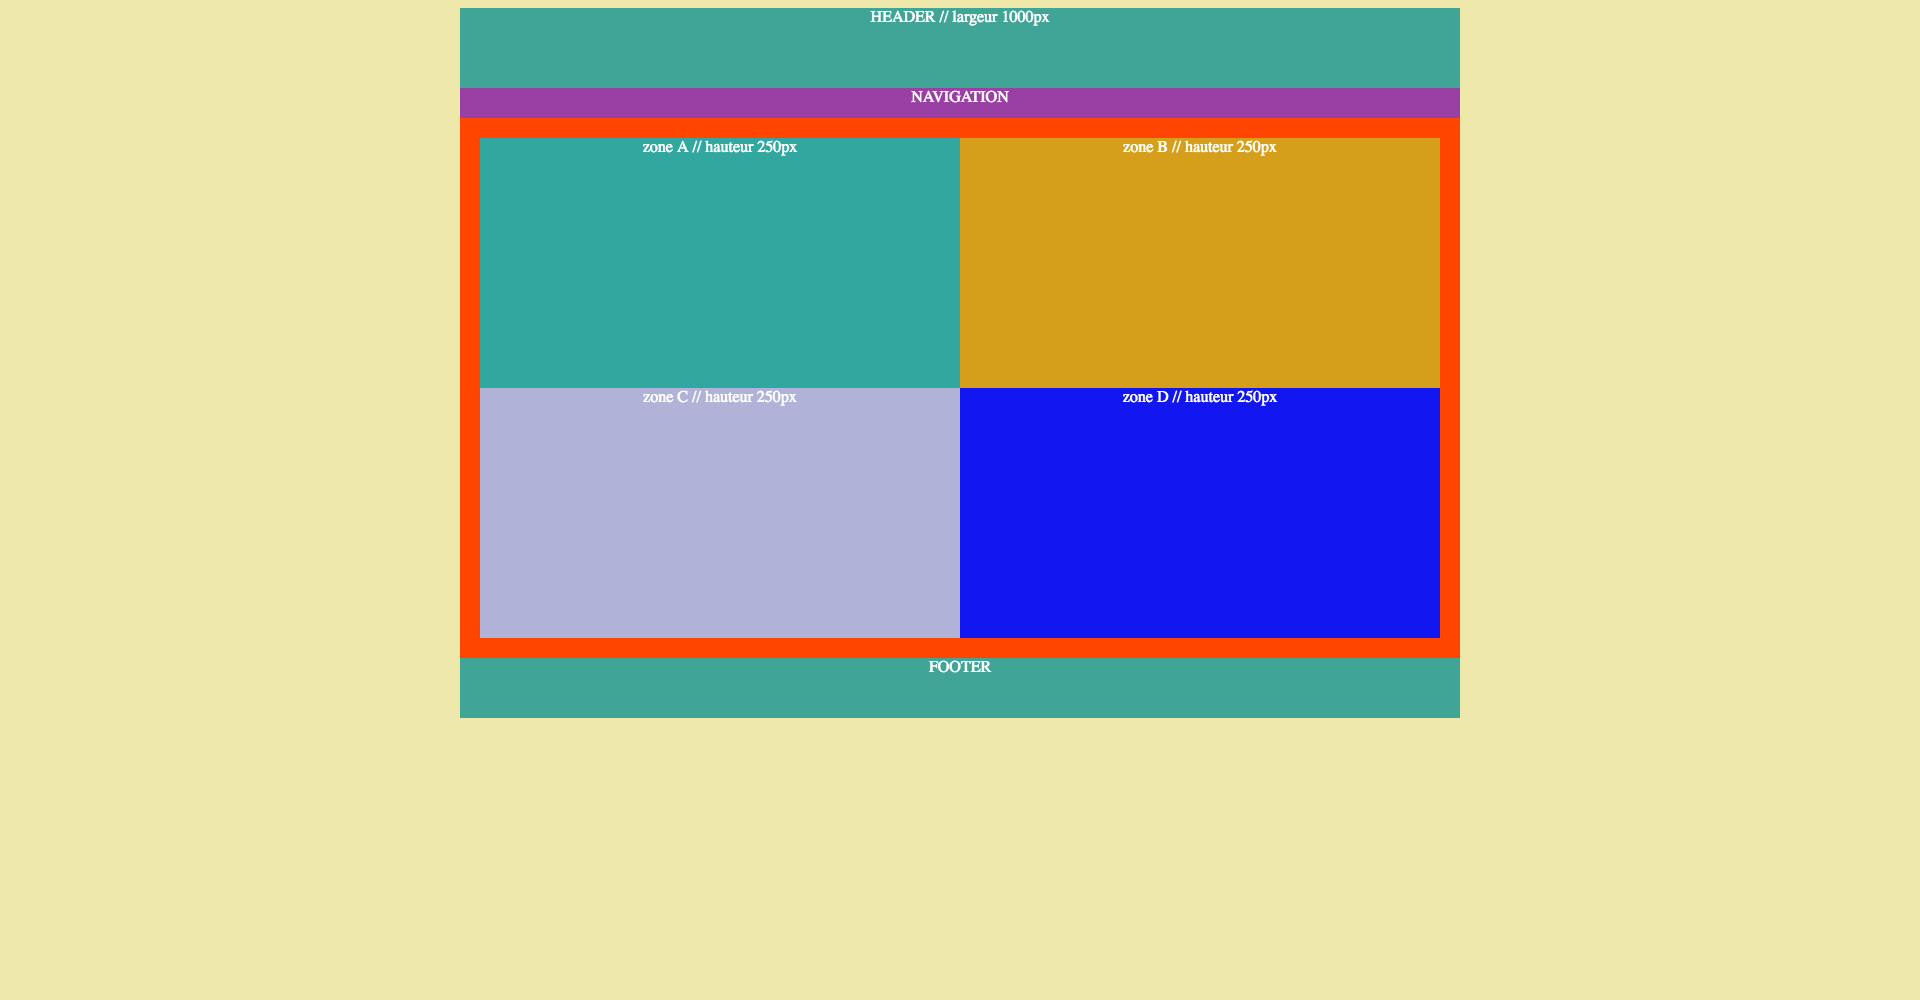 HEADER // largeur 1000px
NAVIGATION
zone A // hauteur 250px
zone B // hauteur 250px
zone C // hauteur 250px
zone D // hauteur 250px
FOOTER